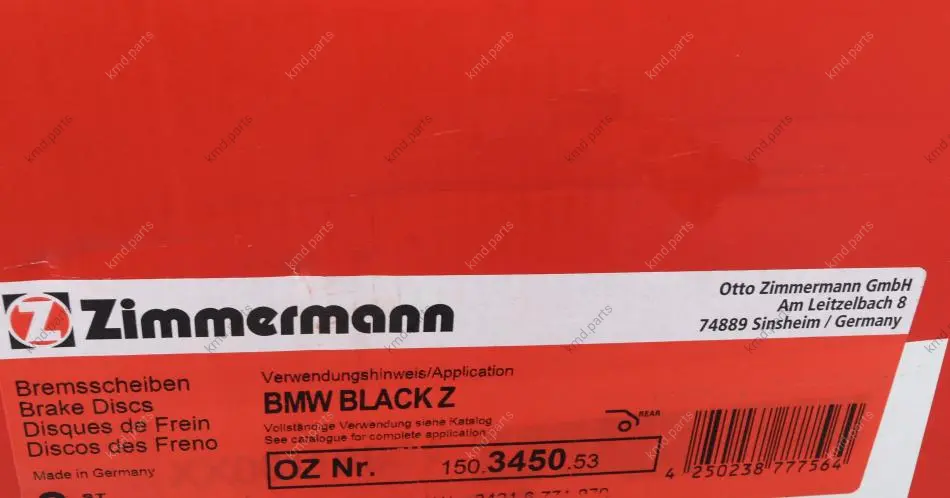 Zimmermann
Otto Zimmermann GmbH
Am Leitzelbach 8
74889 Sinsheim / Germany
Bremsscheiben
Brake Discs
Disques de Frein
Discos des Freno
Made in Germany
Verwendungshinweis/Application
BMW BLACK Z
Vollständige Verwendung siehe Katalog
See catalogue for complete application
REAR
OZ Nr. 150.3450.53
4 250238 777564
kmd.parts